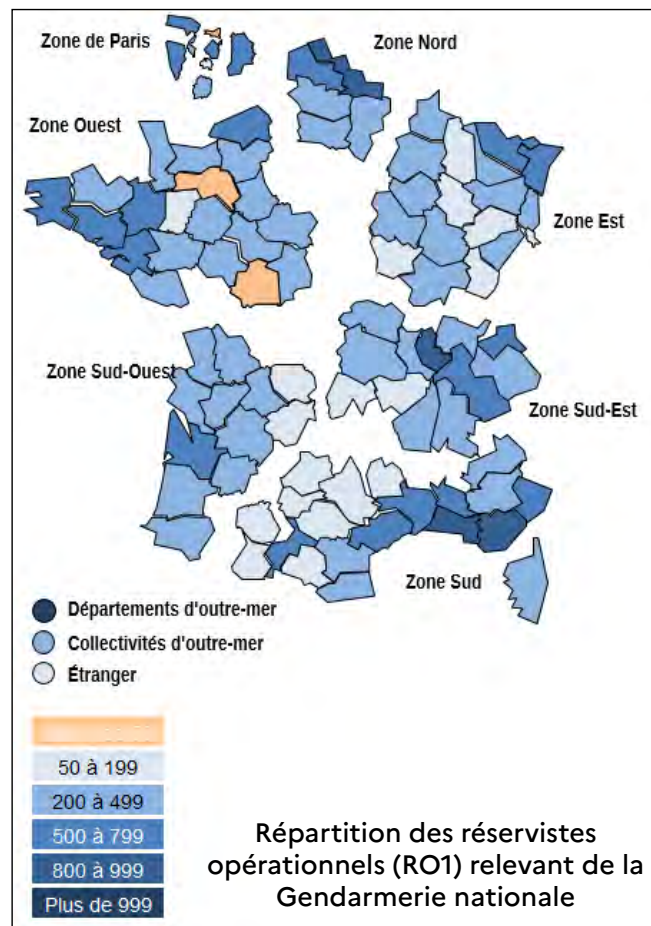 Zone de Paris
Zone Nord
Zone Ouest
Zone Est
Zone Sud-Ouest
Zone Sud-Est
Zone Sud
Départements d'outre-mer
Collectivités d'outre-mer
Étranger
50 à 199
200 à 499
500 à 799
800 à 999
Plus de 999
Répartition des réservistes
opérationnels (RO1) relevant de la
Gendarmerie nationale